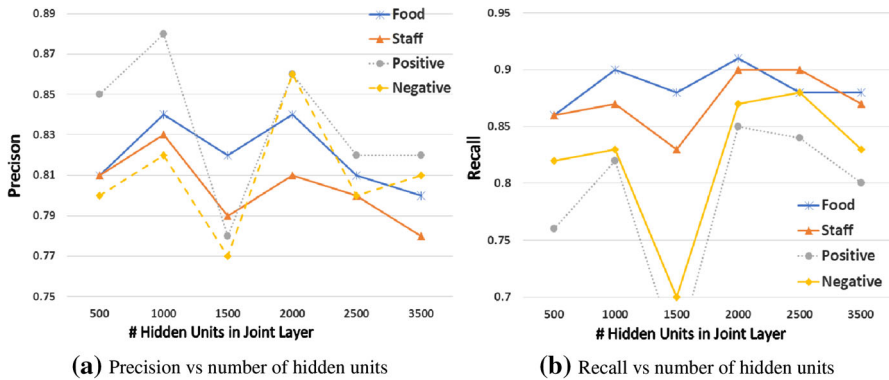 0.89
0.87
0.85
0.83
0.81
0.79
0.77
0.75
Precison
Food
Staff
Positive
Negative
500 1000 1500 2000 2500 3500
# Hidden Units in Joint Layer
(a) Precision vs number of hidden units
0.95
0.9
0.85
0.8
0.75
0.7
Recall
Food
Staff
Positive
Negative
500 1000 1500 2000 2500 3500
# Hidden Units in Joint Layer
(b) Recall vs number of hidden units